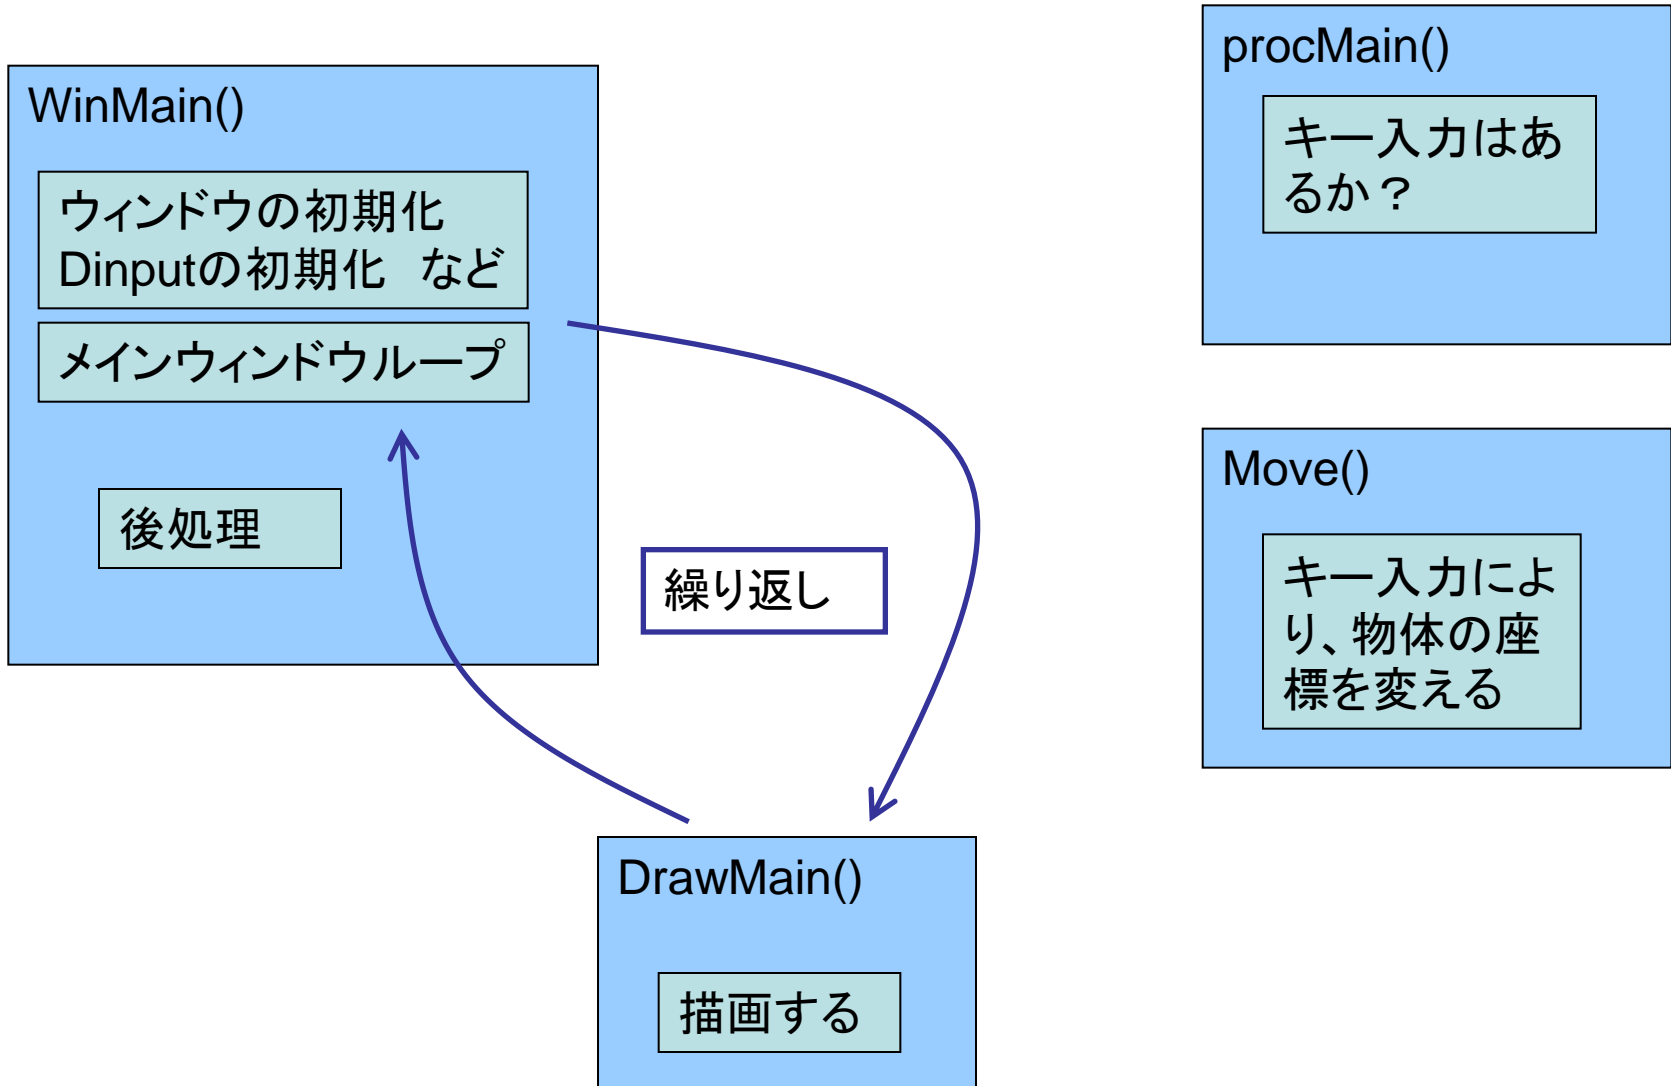 WinMain()
ウィンドウの初期化
Dinputの初期化　など
メインウィンドウループ
後処理
繰り返し
DrawMain()
描画する
procMain()
キー入力はあ
るか？
Move()
キー入力によ
り、物体の座
標を変える